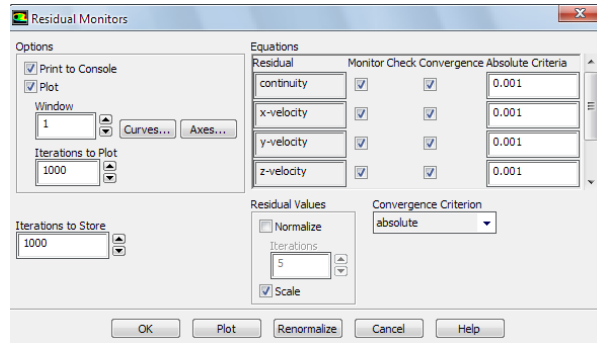 Residual Monitors
Options
Print to Console
Plot
Window
1
Curves... Axes...
Iterations to Plot
1000
Iterations to Store
1000
Equations
Residual Monitor Check Convergence Absolute Criteria
continuity 0.001
x-velocity 0.001
y-velocity 0.001
z-velocity 0.001
Residual Values
Normalize
Iterations
5
Scale
Convergence Criterion
absolute
OK Plot Renormalize Cancel Help